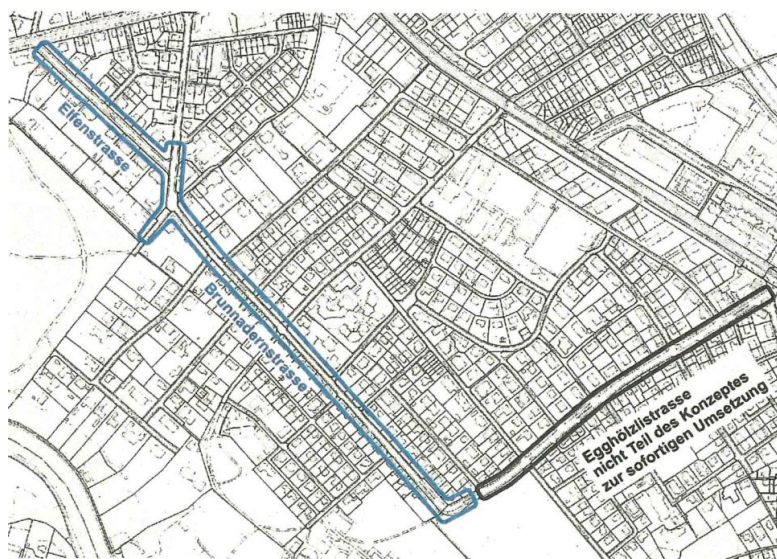 Elfenstrasse
Brunnadernstrasse
Egghölzlistrasse
nicht Teil des Konzeptes
zur sofortigen Umsetzung